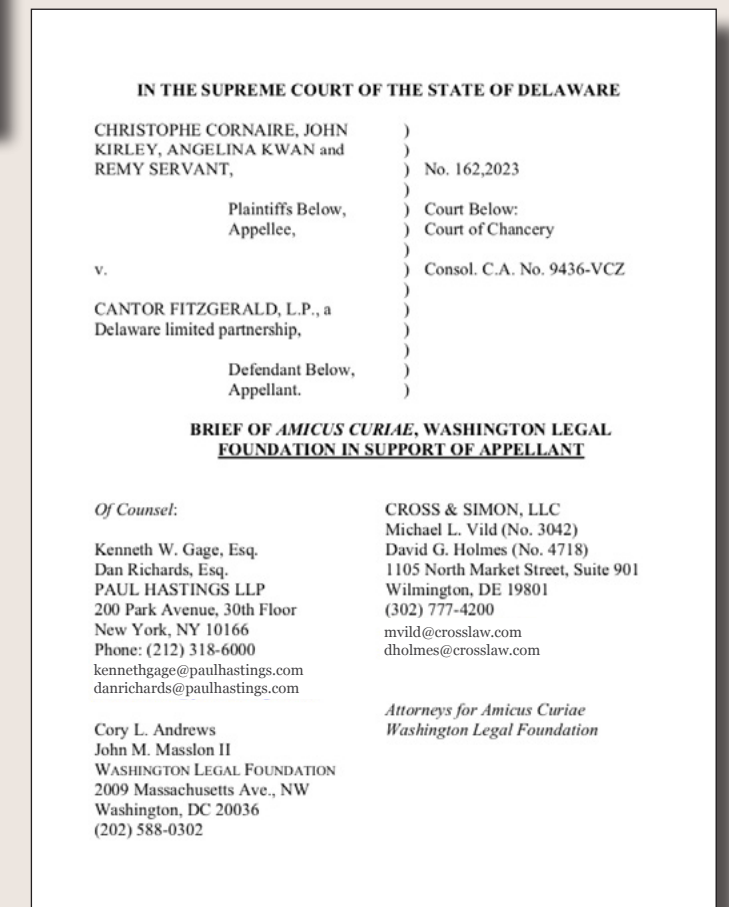 IN THE SUPREME COURT OF THE STATE OF DELAWARE
CHRISTOPHE CORNAIRE, JOHN )
KIRLEY, ANGELINA KWAN and )
REMY SERVANT, ) No. 162,2023
)
Plaintiffs Below, ) Court Below:
Appellee, ) Court of Chancery
)
v. ) Consol. C.A. No. 9436-VCZ
)
CANTOR FITZGERALD, L.P., a )
Delaware limited partnership, )
)
Defendant Below, )
Appellant. )
BRIEF OF AMICUS CURIAE, WASHINGTON LEGAL
FOUNDATION IN SUPPORT OF APPELLANT
Of Counsel:
Kenneth W. Gage, Esq.
Dan Richards, Esq.
PAUL HASTINGS LLP
200 Park Avenue, 30th Floor
New York, NY 10166
Phone: (212) 318-6000
kennethgage@paulhastings.com
danrichards@paulhastings.com
Cory L. Andrews
John M. Masslon II
WASHINGTON LEGAL FOUNDATION
2009 Massachusetts Ave., NW
Washington, DC 20036
(202) 588-0302
CROSS & SIMON, LLC
Michael L. Vild (No. 3042)
David G. Holmes (No. 4718)
1105 North Market Street, Suite 901
Wilmington, DE 19801
(302) 777-4200
mvild@crosslaw.com
dholmes@crosslaw.com
Attorneys for Amicus Curiae
Washington Legal Foundation